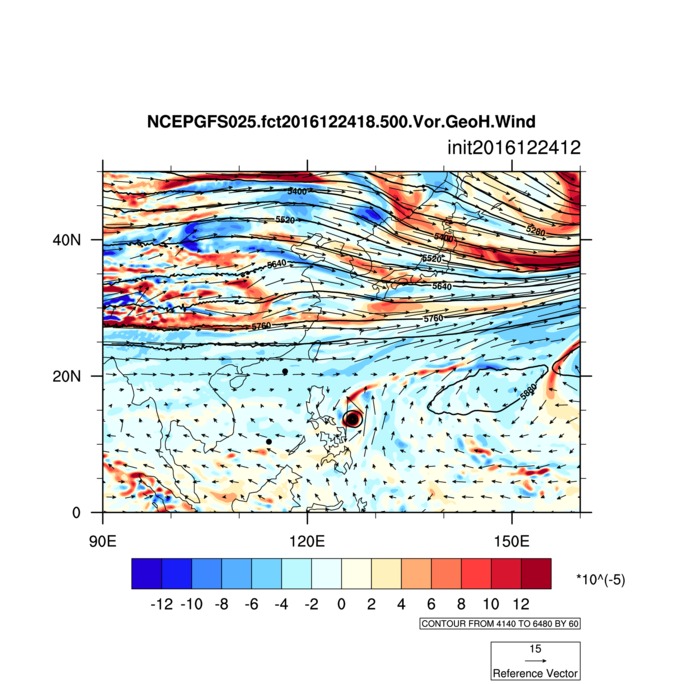 NCEPGFS025.fct2016122418.500.Vor.GeoH.Wind
init2016122412
5400
5520
5280
5400
40N
5520
5640
5640
5760
5760
20N
5880
0
90E 120E 150E
-12 -10 -8 -6 -4 -2 0 2 4 6 8 10 12
*10^(-5)
CONTOUR FROM 4140 TO 6480 BY 60
15
Reference Vector